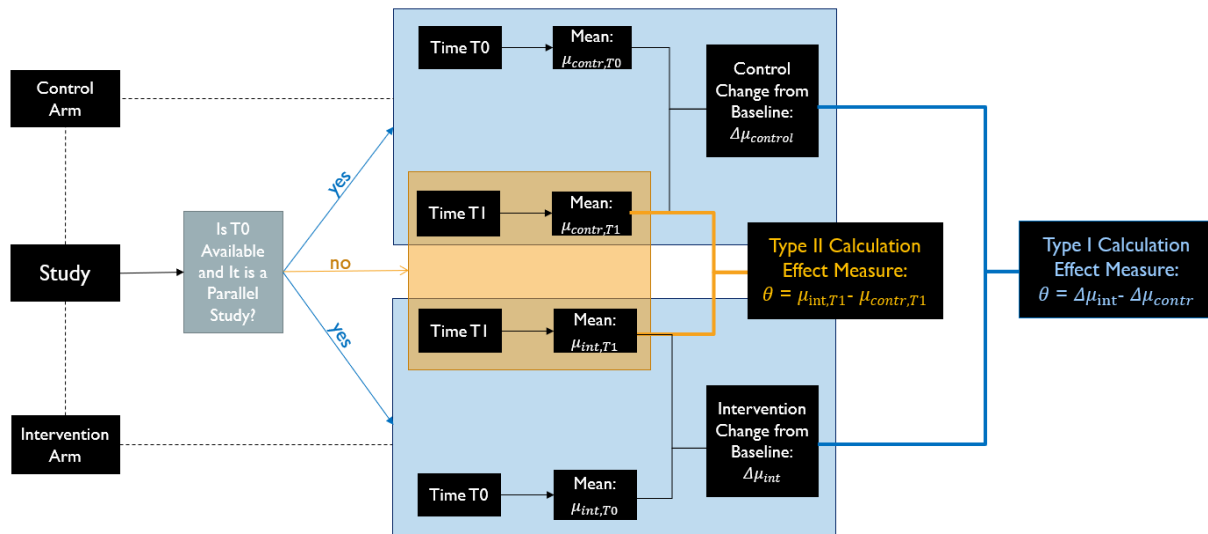 Control
Arm
Study
Intervention
Arm
Is T0
Available
and It is a
Parallel
Study?
yes
no
yes
Time T0
Mean:
μ_contr,T0
Control
Change from
Baseline:
Δμ_control
Time T1
Mean:
μ_contr,T1
Time T1
Mean:
μ_int,T1
Intervention
Change from
Baseline:
Δμ_int
Time T0
Mean:
μ_int,T0
Type II Calculation
Effect Measure:
θ = μ_int,T1- μ_contr,T1
Type I Calculation
Effect Measure:
θ = Δμ_int- Δμ_contr